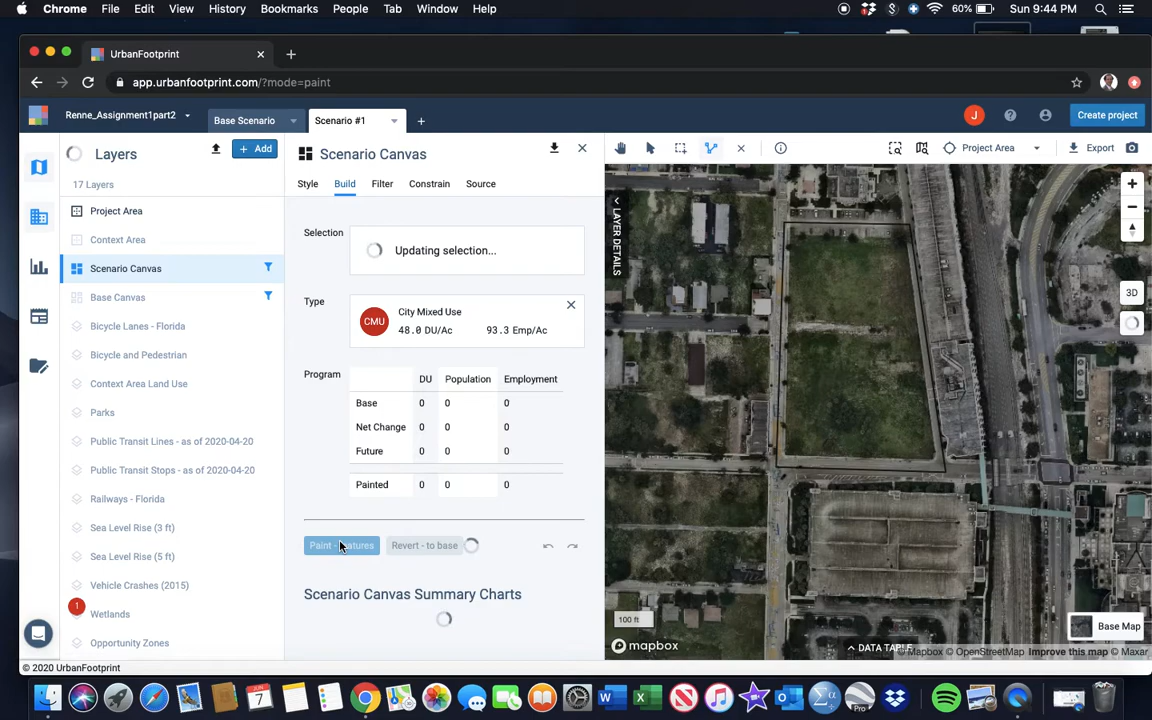 Chrome File Edit View History Bookmarks People Tab Window Help 60% Sun 9:44 PM
UrbanFootprint
app.urbanfootprint.com/?mode=paint
Renne_Assignment1part2 Base Scenario Scenario #1 J Create project
Layers + Add
17 Layers
Project Area
Context Area
Scenario Canvas
Base Canvas
Bicycle Lanes - Florida
Bicycle and Pedestrian
Context Area Land Use
Parks
Public Transit Lines - as of 2020-04-20
Public Transit Stops - as of 2020-04-20
Railways - Florida
Sea Level Rise (3 ft)
Sea Level Rise (5 ft)
Vehicle Crashes (2015)
1
Wetlands
Opportunity Zones
Scenario Canvas
Style Build Filter Constrain Source
Selection Updating selection...
Type
CMU City Mixed Use
48.0 DU/Ac 93.3 Emp/Ac
Program DU Population Employment
Base 0 0 0
Net Change 0 0 0
Future 0 0 0
Painted 0 0 0
Revert - to base
Scenario Canvas Summary Charts
Project Area Export
LAYER DETAILS
3D
100 ft
Base Map
mapbox
DATA TABLE
Mapbox © OpenStreetMap Improve this map © Maxar
© 2020 UrbanFootprint
JUN
7
Pro